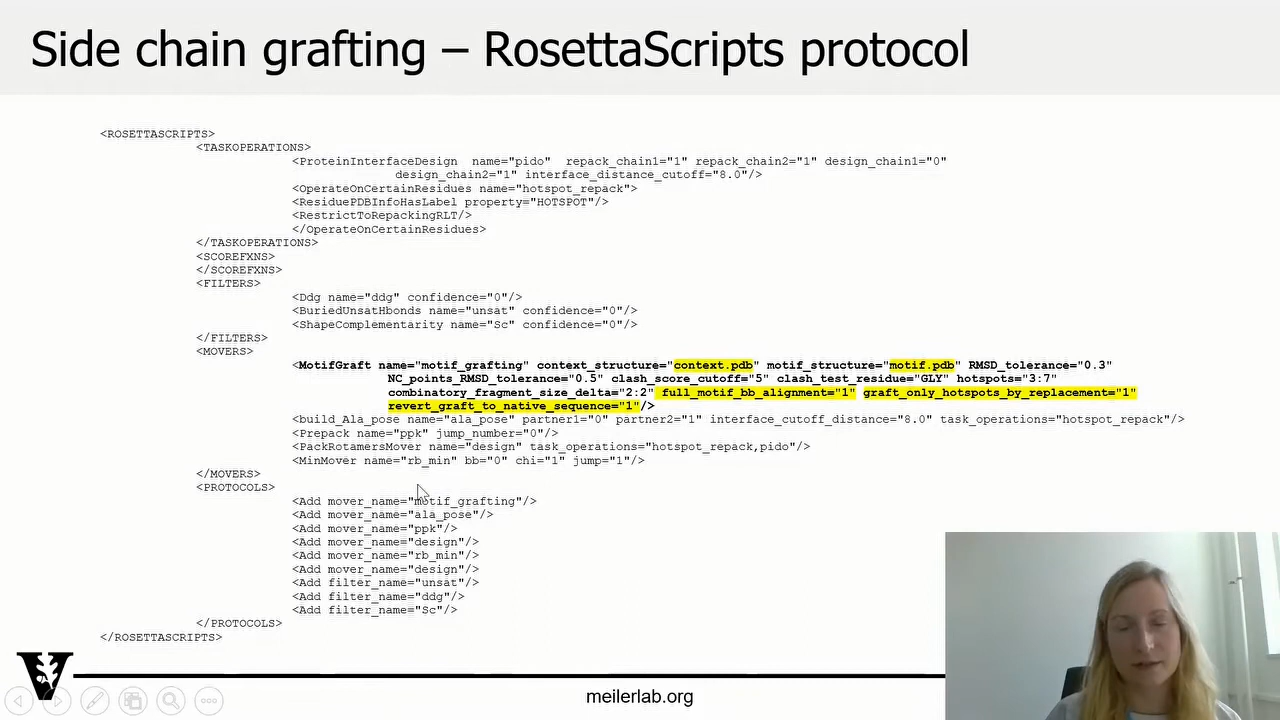 Side chain grafting – RosettaScripts protocol
<ROSETTASCRIPTS>
<TASKOPERATIONS>
<ProteinInterfaceDesign name="pido" repack_chain1="1" repack_chain2="1" design_chain1="0"
design_chain2="1" interface_distance_cutoff="8.0"/>
<OperateOnCertainResidues name="hotspot_repack">
<ResiduePDBInfoHasLabel property="HOTSPOT"/>
<RestrictToRepackingRLT/>
</OperateOnCertainResidues>
</TASKOPERATIONS>
<SCOREFXNS>
</SCOREFXNS>
<FILTERS>
<Ddg name="ddg" confidence="0"/>
<BuriedUnsatHbonds name="unsat" confidence="0"/>
<ShapeComplementarity name="Sc" confidence="0"/>
</FILTERS>
<MOVERS>
<MotifGraft name="motif_grafting" context_structure="context.pdb" motif_structure="motif.pdb" RMSD_tolerance="0.3"
NC_points_RMSD_tolerance="0.5" clash_score_cutoff="5" clash_test_residue="GLY" hotspots="3:7"
combinatory_fragment_size_delta="2:2" full_motif_bb_alignment="1" graft_only_hotspots_by_replacement="1"
revert_graft_to_native_sequence="1"/>
<build_Ala_pose name="ala_pose" partner1="0" partner2="1" interface_cutoff_distance="8.0" task_operations="hotspot_repack"/>
<Prepack name="ppk" jump_number="0"/>
<PackRotamersMover name="design" task_operations="hotspot_repack,pido"/>
<MinMover name="rb_min" bb="0" chi="1" jump="1"/>
</MOVERS>
<PROTOCOLS>
<Add mover_name="motif_grafting"/>
<Add mover_name="ala_pose"/>
<Add mover_name="ppk"/>
<Add mover_name="design"/>
<Add mover_name="rb_min"/>
<Add mover_name="design"/>
<Add filter_name="unsat"/>
<Add filter_name="ddg"/>
<Add filter_name="Sc"/>
</PROTOCOLS>
</ROSETTASCRIPTS>
meilerlab.org